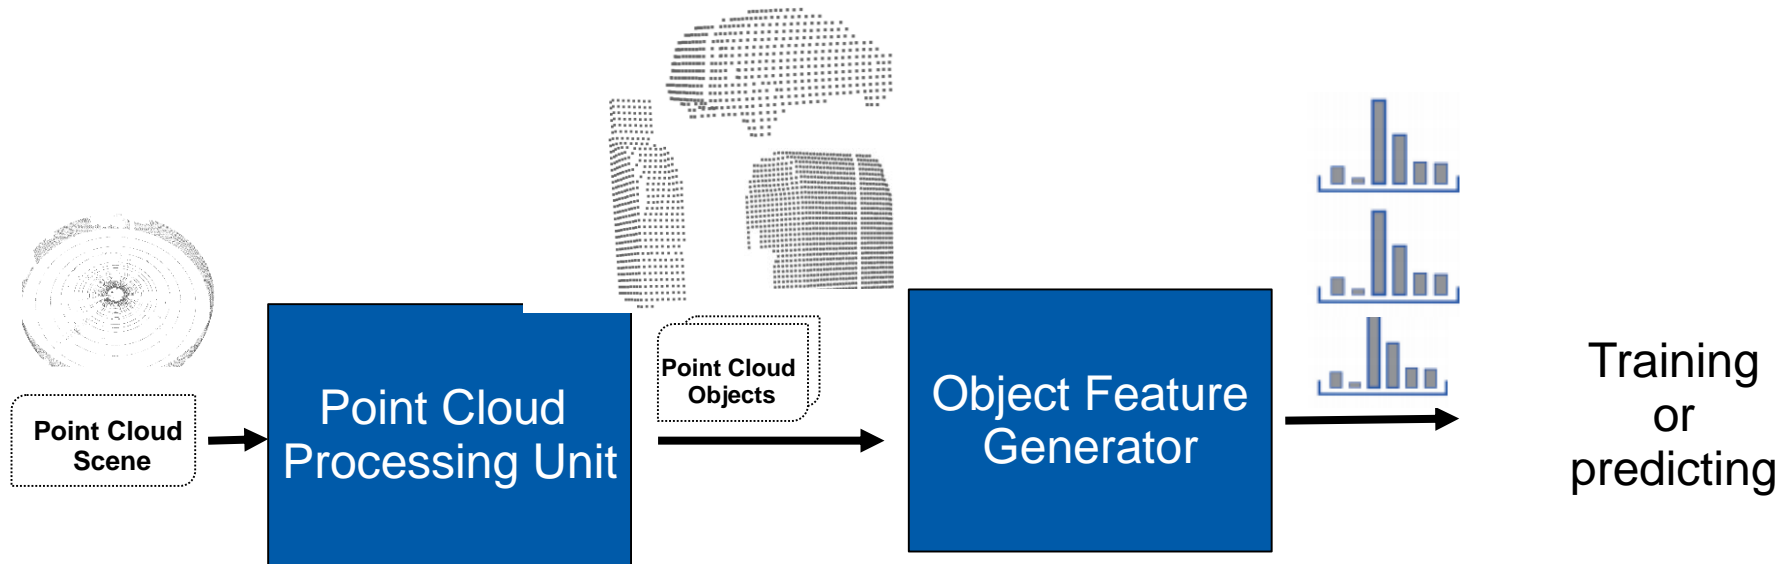 Point Cloud
Scene
Point Cloud
Processing Unit
Point Cloud
Objects
Object Feature
Generator
Training
or
predicting